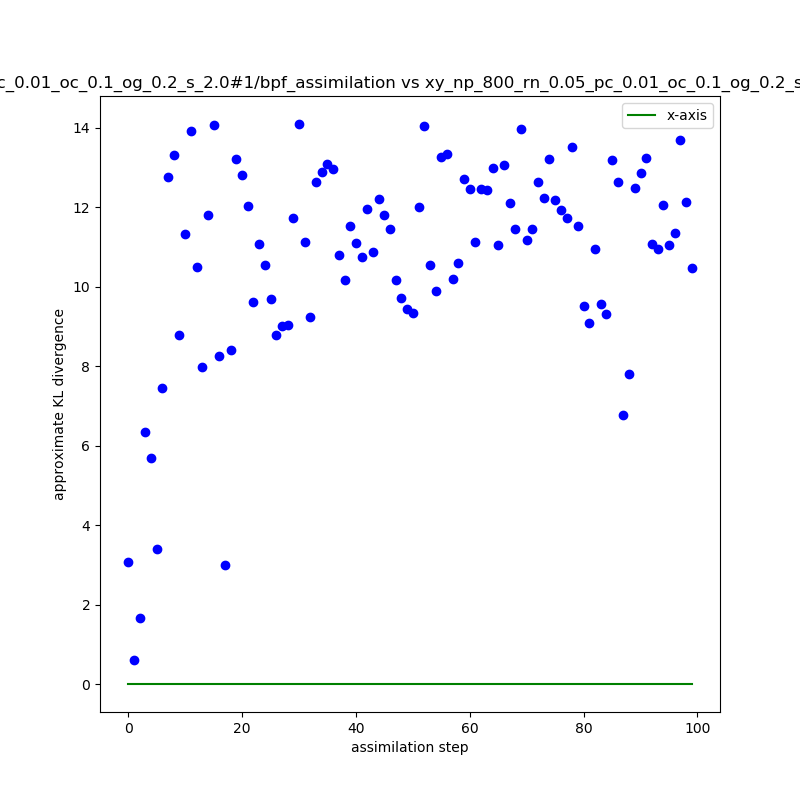 c_0.01_oc_0.1_og_0.2_s_2.0#1/bpf_assimilation vs xy_np_800_rn_0.05_pc_0.01_oc_0.1_og_0.2_s
x-axis
14
12
10
8
6
4
2
0
approximate KL divergence
0 20 40 60 80 100
assimilation step